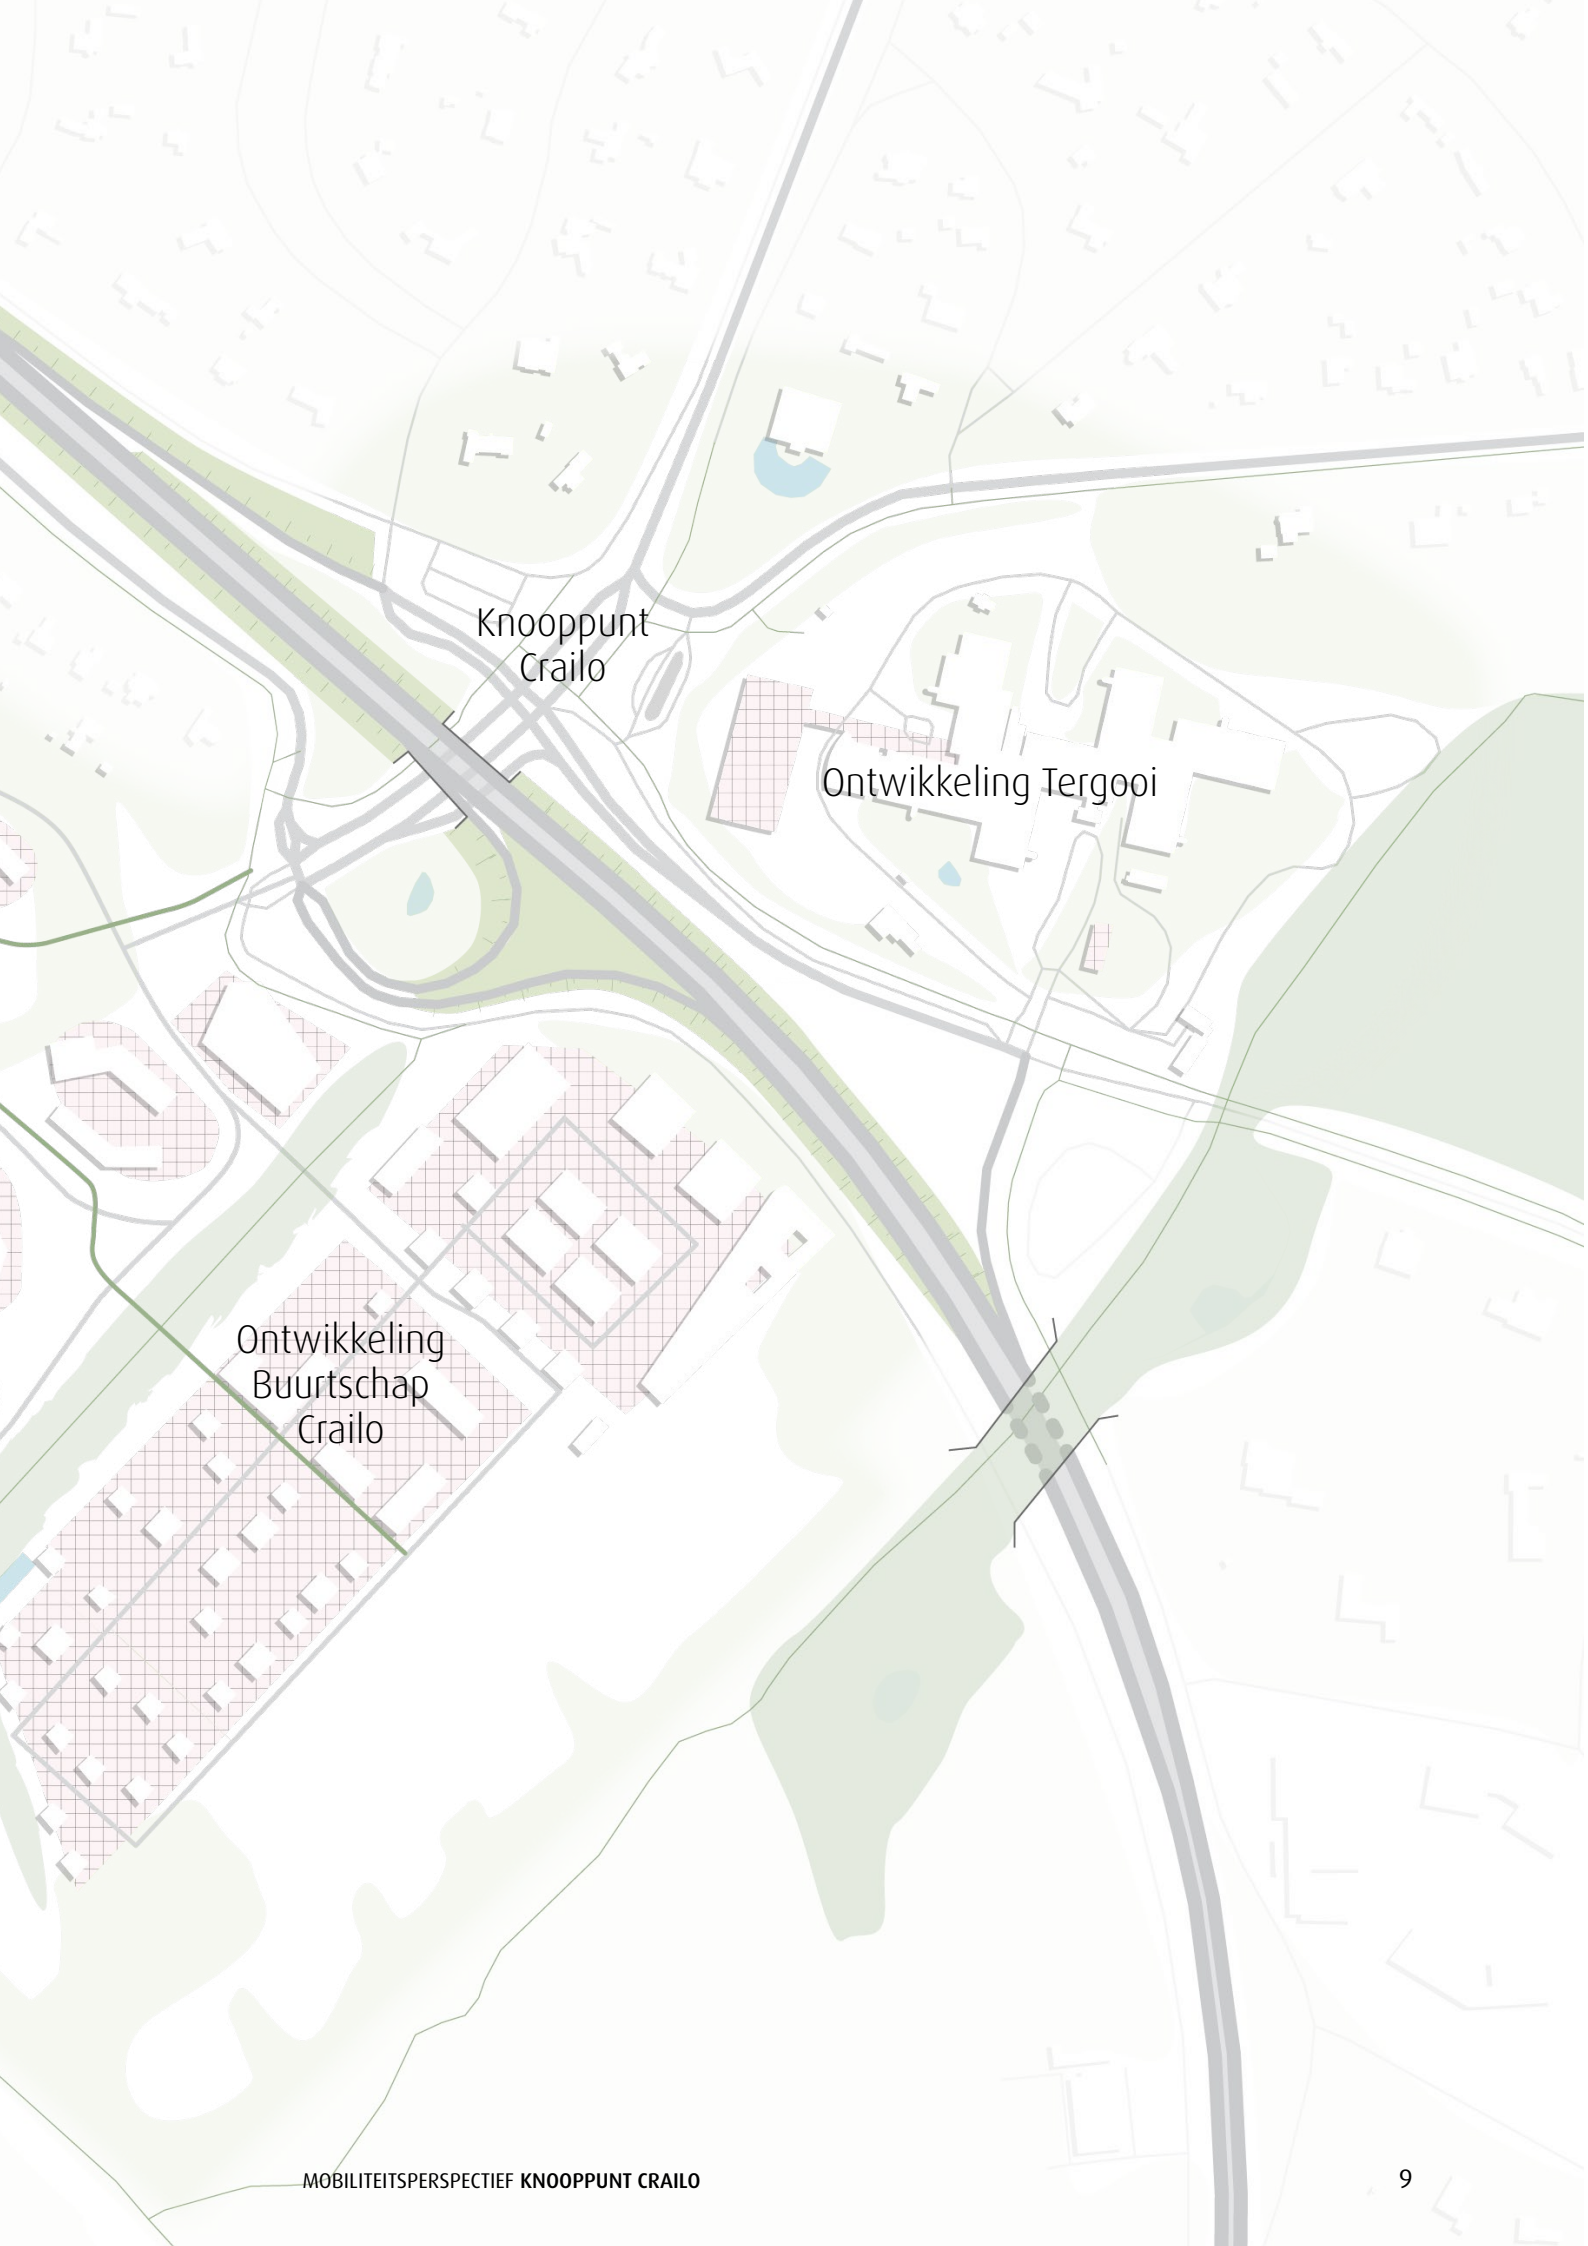 Knooppunt
Crailo
Ontwikkeling Tergooi
Ontwikkeling
Buurtschap
Crailo
MOBILITEITSPERSPECTIEF KNOOPPUNT CRAILO
9